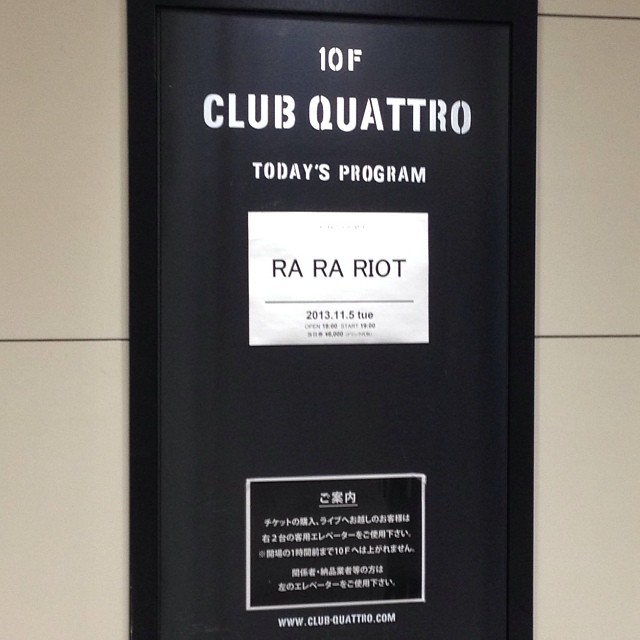 10F
CLUB QUATTRO
TODAY'S PROGRAM
RA RA RIOT
2013.11.5 tue
OPEN 18:00 START 19:00
ご案内
チケットの購入、ライブへお越しのお客様は
右2台の客用エレベーターをご使用下さい。
※開場の1時間前まで10Fへは上がれません。
関係者・納品業者等の方は
左のエレベーターをご使用下さい。
WWW.CLUB-QUATTRO.COM